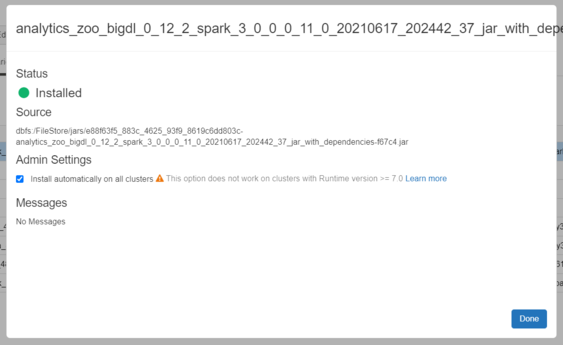 analytics_zoo_bigdl_0_12_2_spark_3_0_0_0_11_0_20210617_202442_37_jar_with_depe
Status
Installed
Source
dbfs:/FileStore/jars/e88f63f5_883c_4625_93f9_8619c6dd803c-
analytics_zoo_bigdl_0_12_2_spark_3_0_0_0_11_0_20210617_202442_37_jar_with_dependencies-f67c4.jar
Admin Settings
Install automatically on all clusters This option does not work on clusters with Runtime version >= 7.0 Learn more
Messages
No Messages
Done